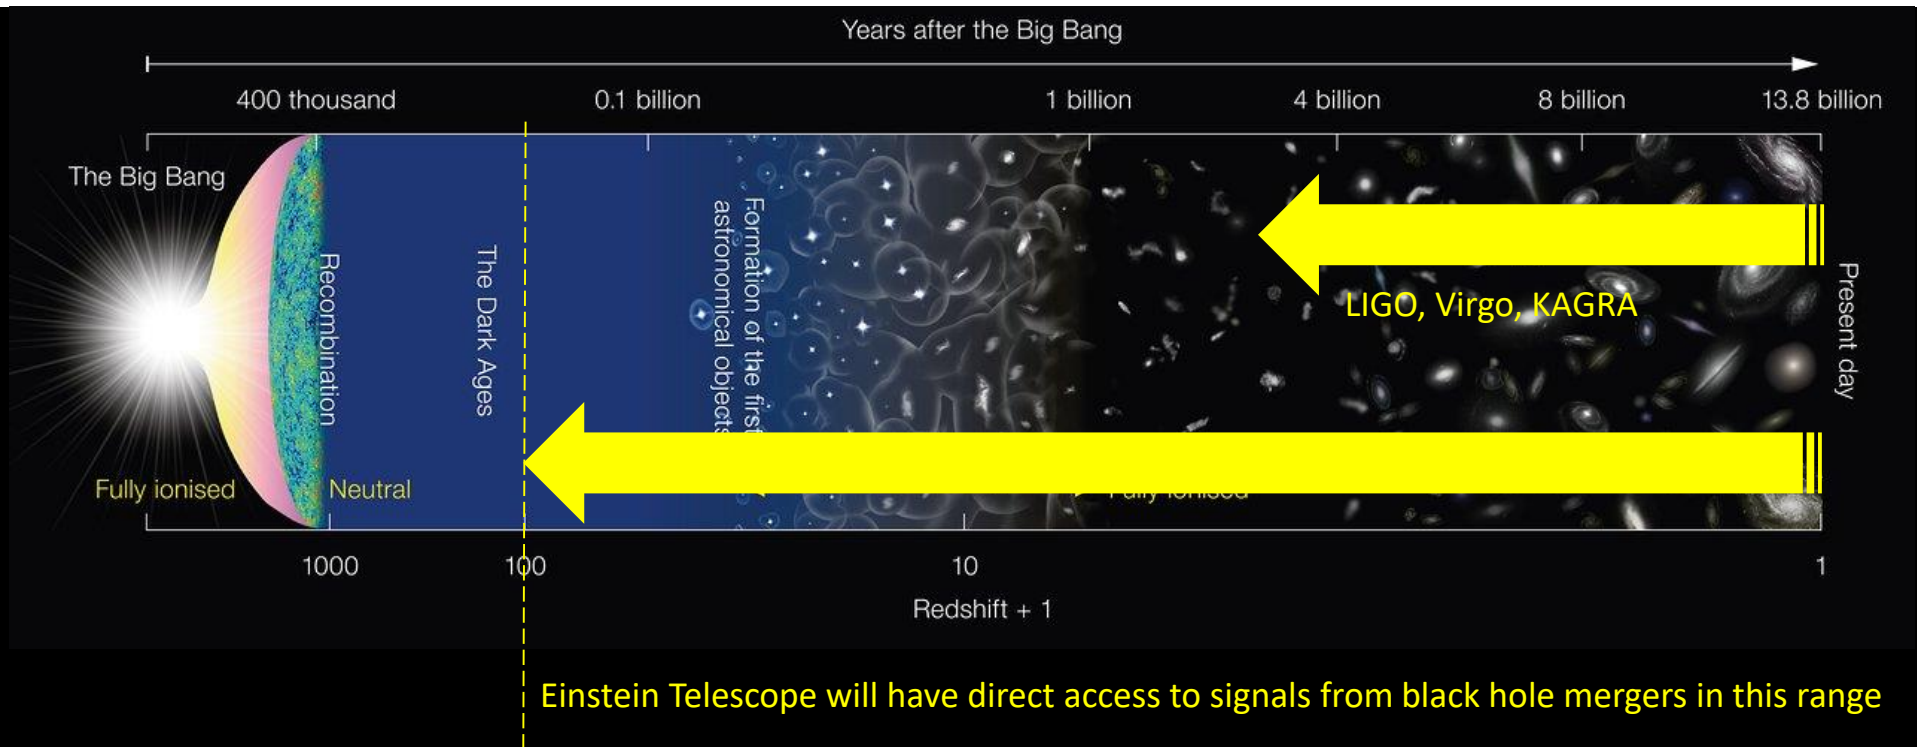 Years after the Big Bang
400 thousand 0.1 billion 1 billion 4 billion 8 billion 13.8 billion
The Big Bang
Recombination
The Dark Ages
Formation of the first
astronomical objects
LIGO, Virgo, KAGRA
Present day
Fully ionised Neutral Fully ionised
1000 100 10 1
Redshift + 1
Einstein Telescope will have direct access to signals from black hole mergers in this range